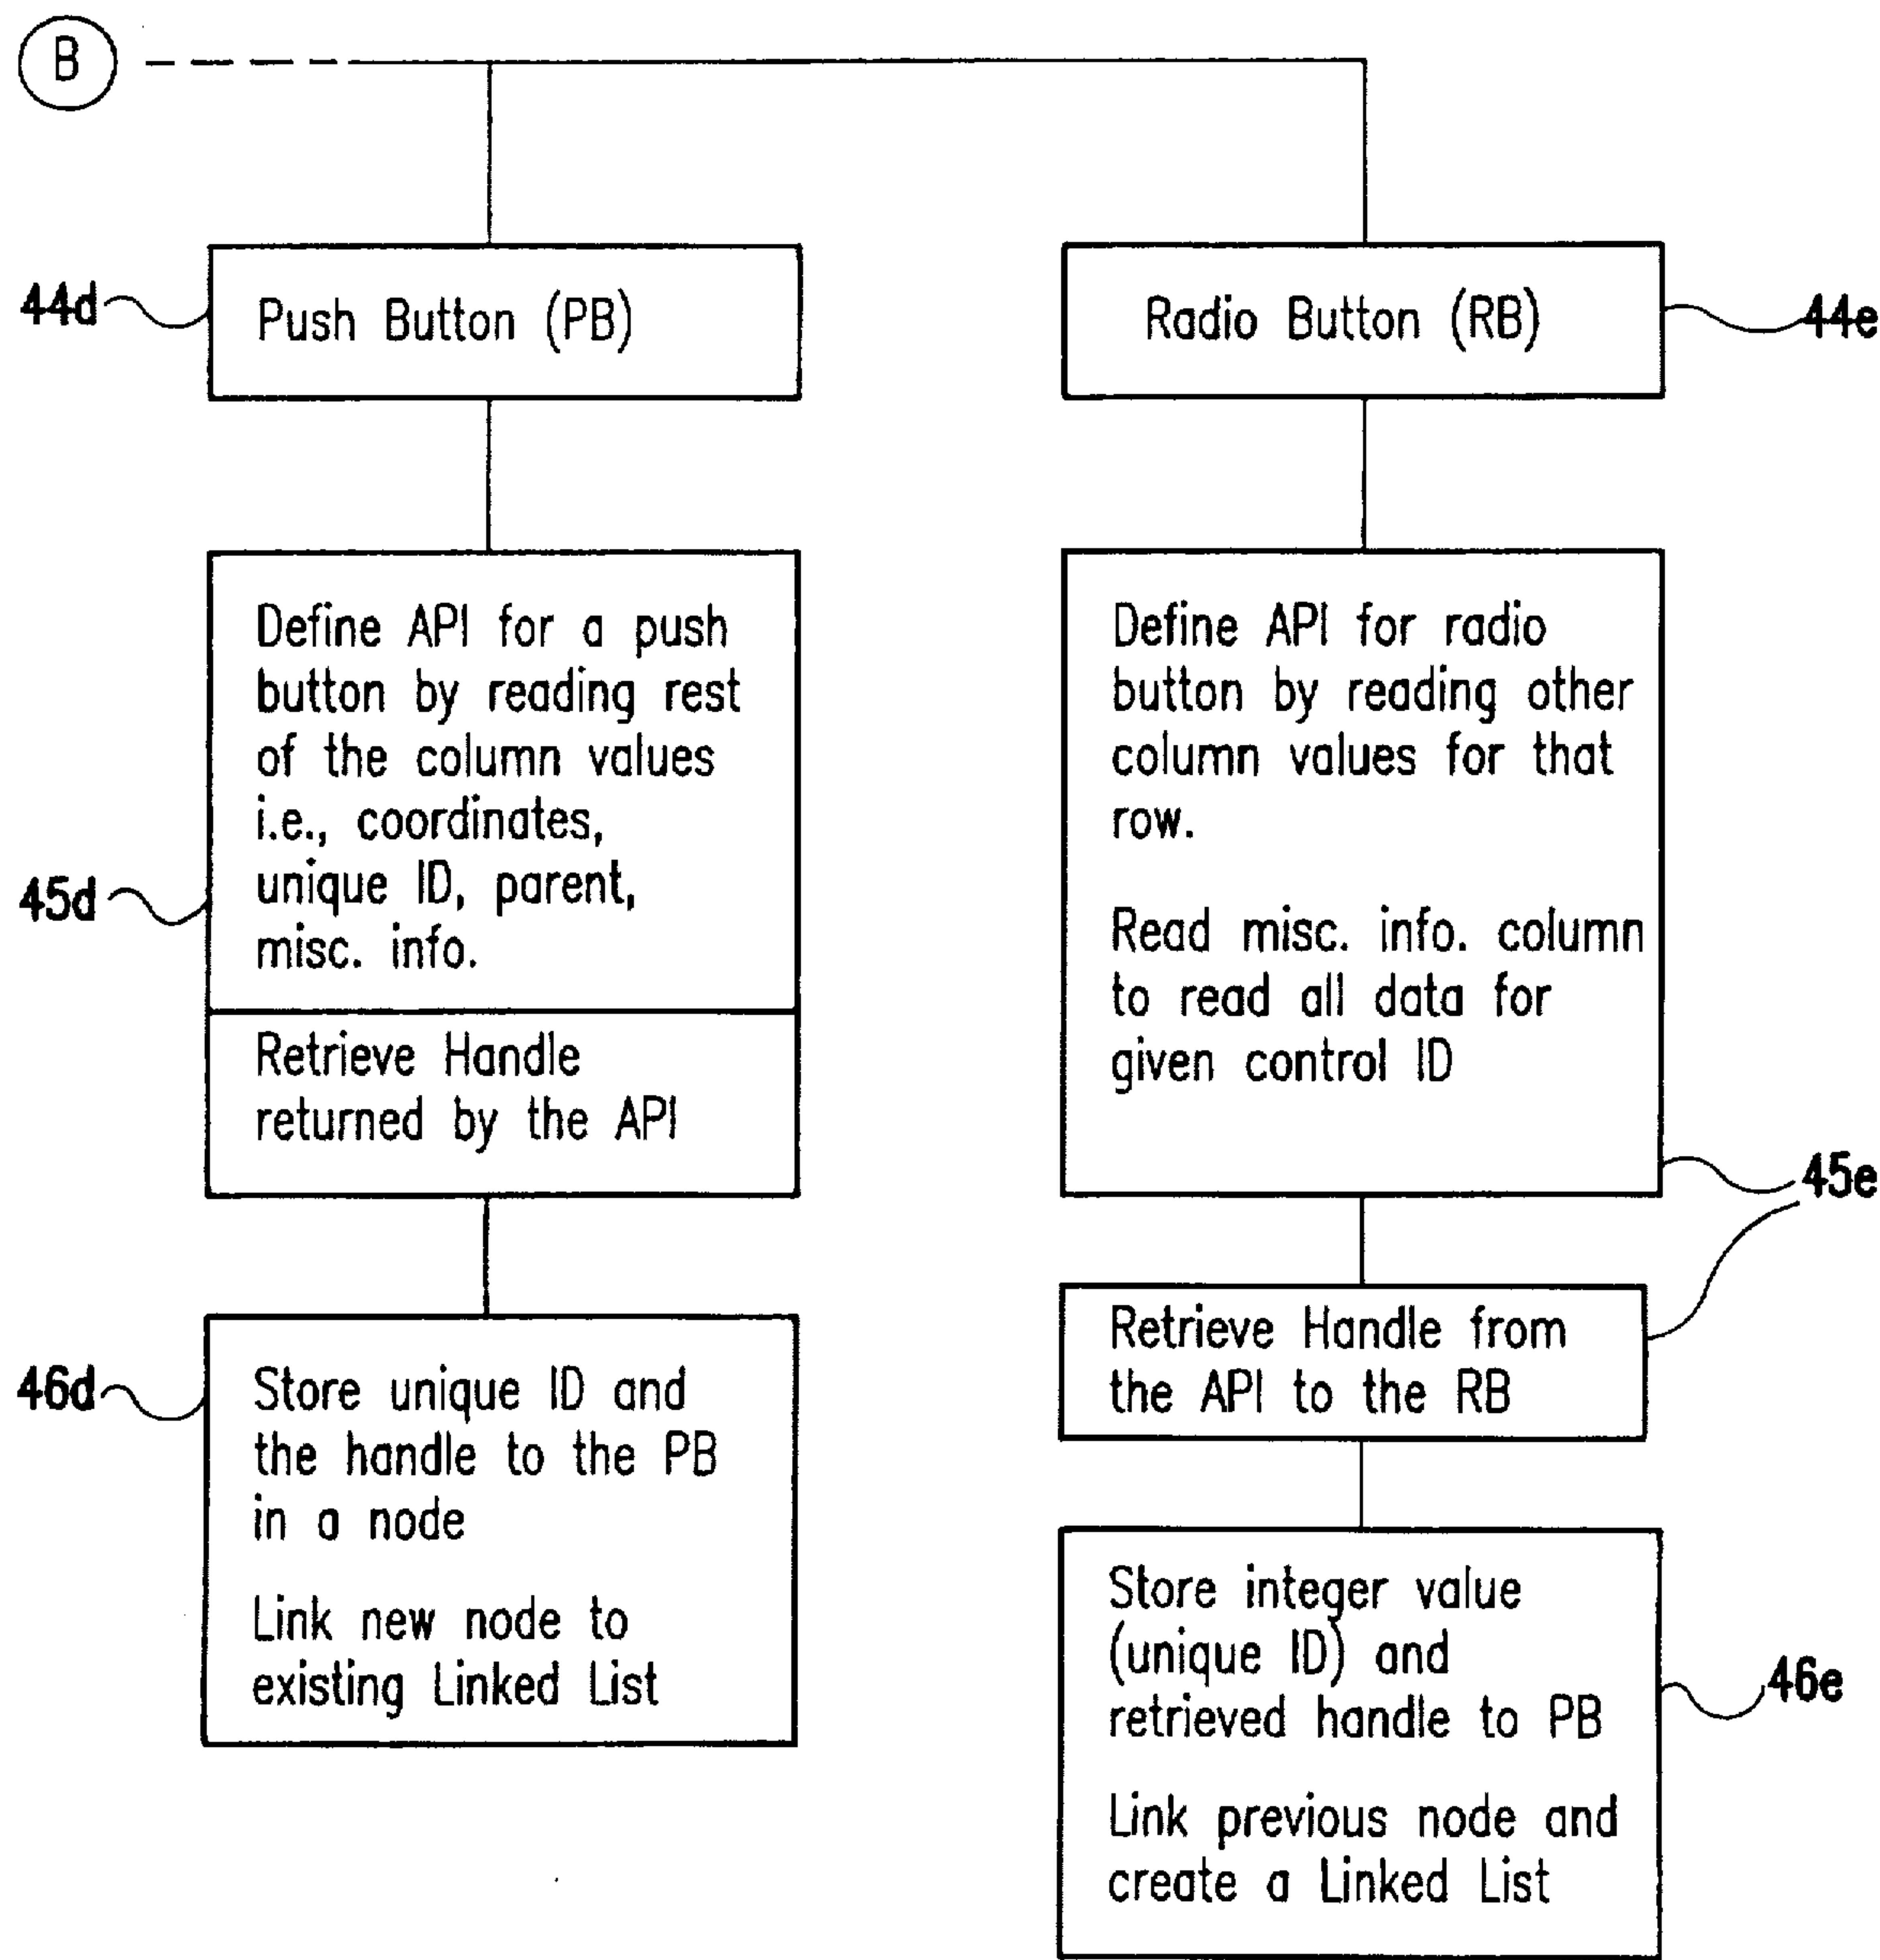 B
44d
Push Button (PB)
Radio Button (RB)
44e
Define API for a push
button by reading rest
of the column values
i.e., coordinates,
unique ID, parent,
misc. info.
45d
Retrieve Handle
returned by the API
Define API for radio
button by reading other
column values for that
row.
Read misc. info. column
to read all data for
given control ID
45e
Retrieve Handle from
the API to the RB
46d
Store unique ID and
the handle to the PB
in a node
Link new node to
existing Linked List
Store integer value
(unique ID) and
retrieved handle to PB
Link previous node and
create a Linked List
46e